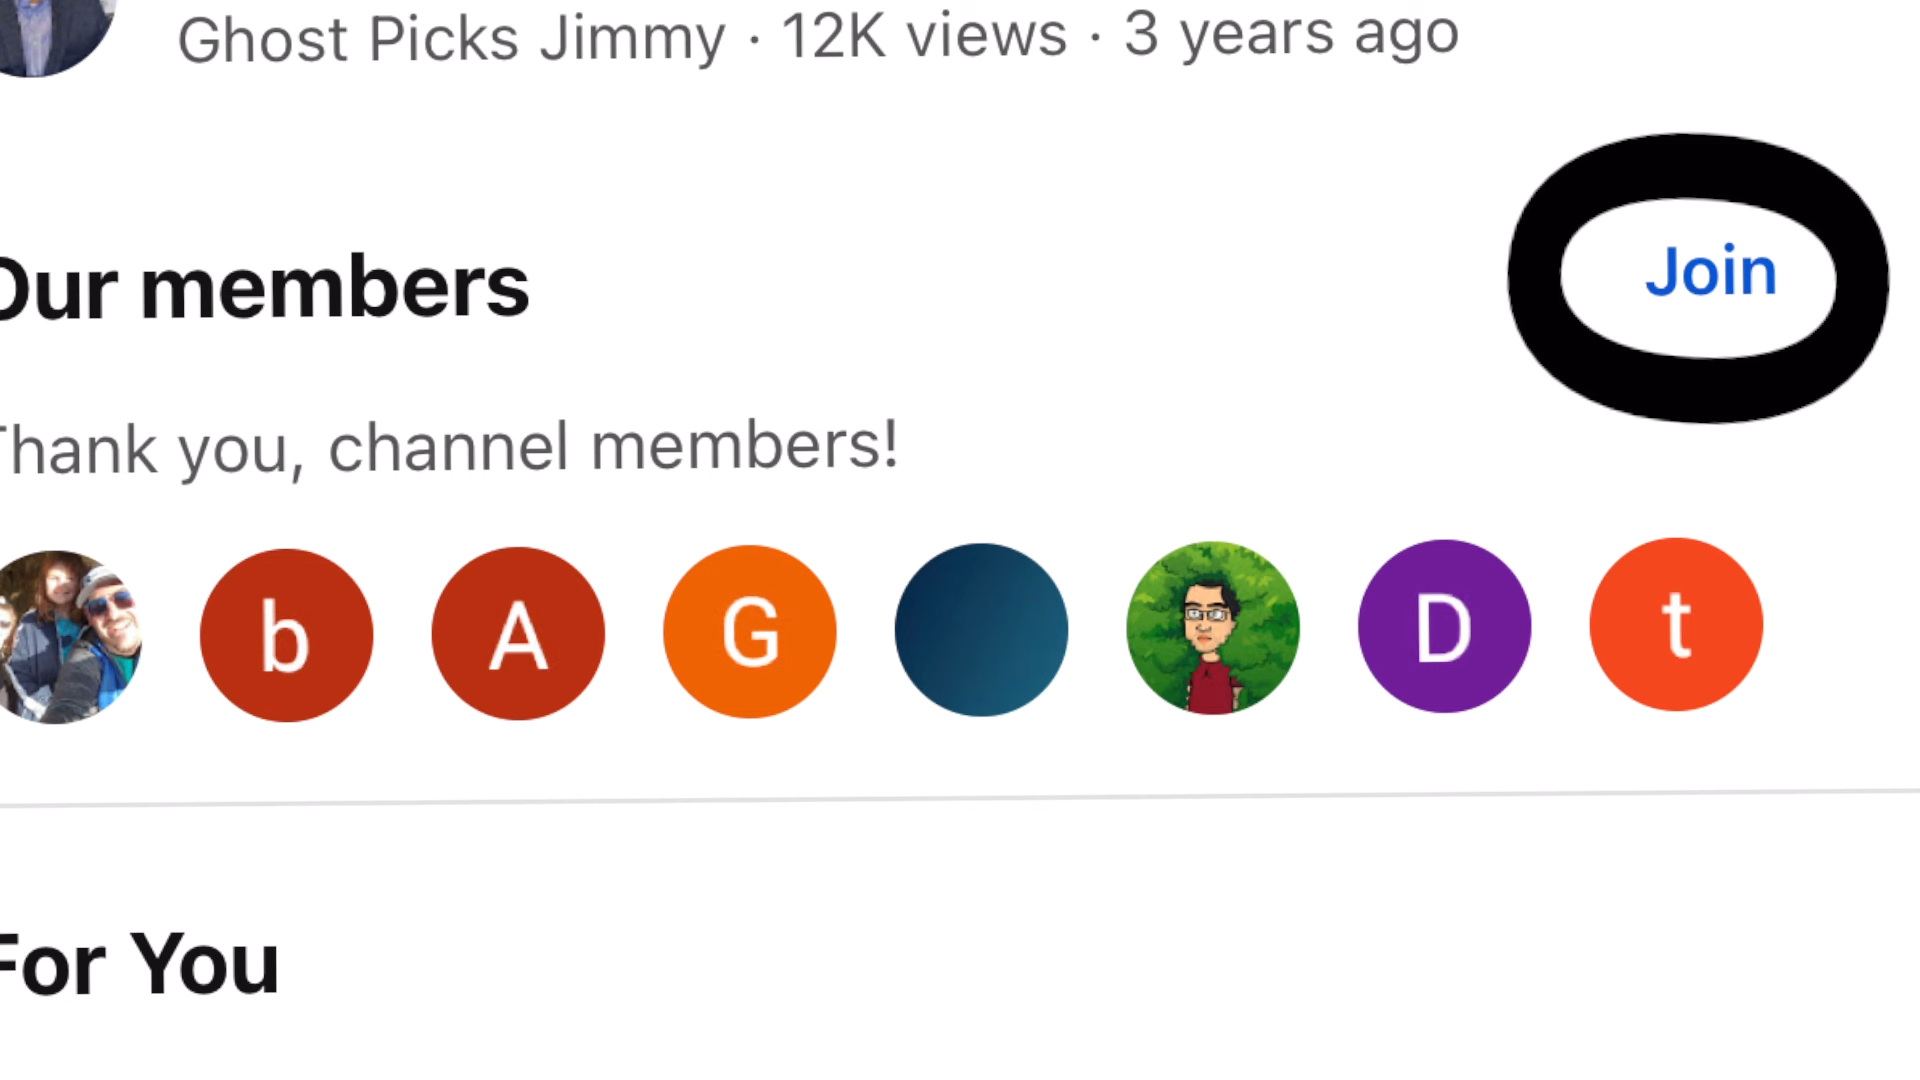 Ghost Picks Jimmy · 12K views · 3 years ago
Our members
Join
Thank you, channel members!
b A G D t
For You